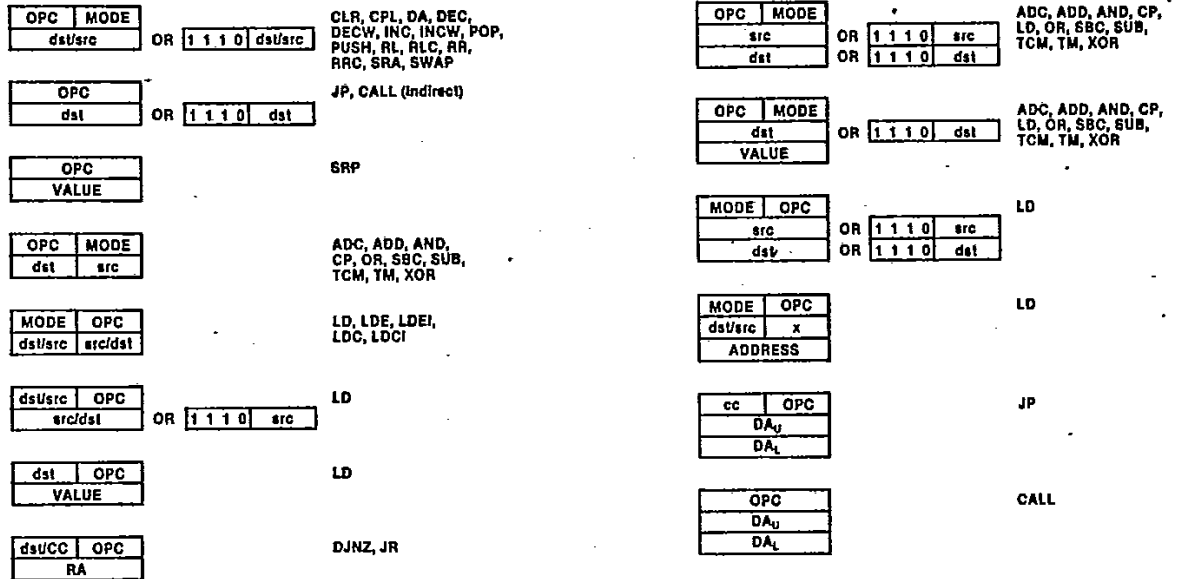 OPC MODE
dst/src OR 1 1 1 0 dst/src
CLR, CPL, DA, DEC,
DECW, INC, INCW, POP,
PUSH, RL, RLC, RR,
RRC, SRA, SWAP
OPC
dst OR 1 1 1 0 dst
JP, CALL (Indirect)
OPC
VALUE
SRP
OPC MODE
dst src
ADC, ADD, AND,
CP, OR, SBC, SUB,
TCM, TM, XOR
MODE OPC
dst/src src/dst
LD, LDE, LDEI,
LDC, LDCI
dst/src OPC
src/dst OR 1 1 1 0 src
LD
dst OPC
VALUE
LD
dst/CC OPC
RA
DJNZ, JR
OPC MODE
src OR 1 1 1 0 src
dst OR 1 1 1 0 dst
ADC, ADD, AND, CP,
LD, OR, SBC, SUB,
TCM, TM, XOR
OPC MODE
dst OR 1 1 1 0 dst
VALUE
ADC, ADD, AND, CP,
LD, OR, SBC, SUB,
TCM, TM, XOR
MODE OPC
src OR 1 1 1 0 src
dst OR 1 1 1 0 dst
LD
MODE OPC
dst/src x
ADDRESS
LD
cc OPC
DAU
DAL
JP
OPC
DAU
DAL
CALL